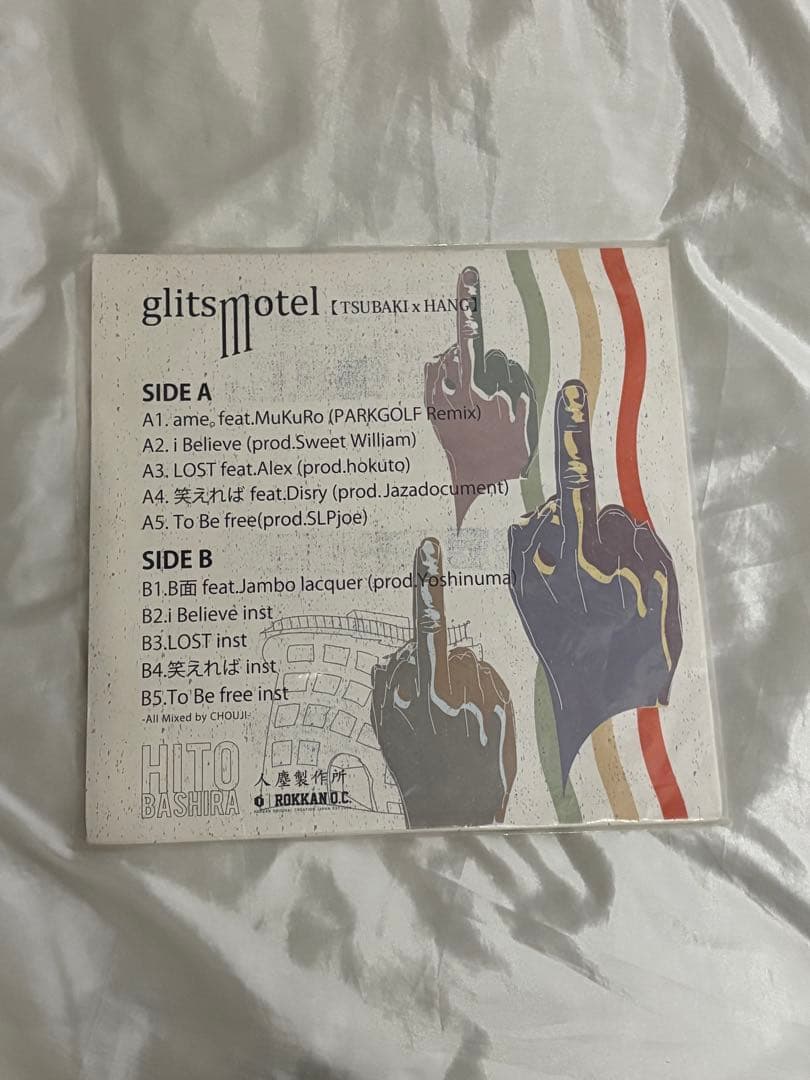 glitsmotel【TSUBAKI x HANG】
SIDE A
A1. ame。feat.MuKuRo (PARKGOLF Remix)
A2. i Believe (prod.Sweet Willjam)
A3. LOST feat.Alex (prod.hokuto)
A4. 笑えれば feat.Disry (prod.Jazadocument)
A5. To Be free(prod.SLPjoe)
SIDE B
B1.B面 feat.Jambo lacquer (prod.Yoshinuma)
B2.i Believe inst
B3.LOST inst
B4.笑えれば inst
B5.To Be free inst
-All Mixed by CHOUJI-
HITO
BASHIRA
人塵製作所
ROKKAN O.C.